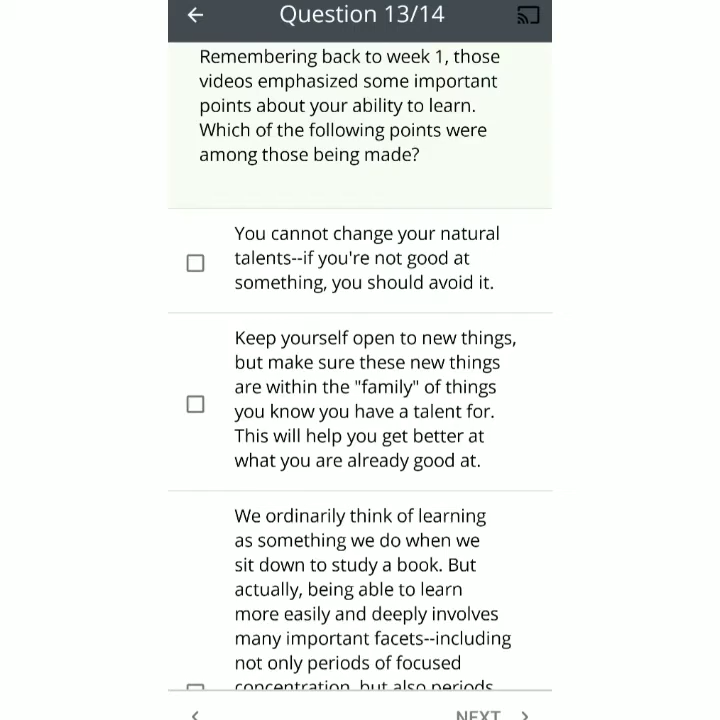 Question 13/14
Remembering back to week 1, those
videos emphasized some important
points about your ability to learn.
Which of the following points were
among those being made?
You cannot change your natural
talents--if you're not good at
something, you should avoid it.
Keep yourself open to new things,
but make sure these new things
are within the "family" of things
you know you have a talent for.
This will help you get better at
what you are already good at.
We ordinarily think of learning
as something we do when we
sit down to study a book. But
actually, being able to learn
more easily and deeply involves
many important facets--including
not only periods of focused
concentration, but also periods
NEXT